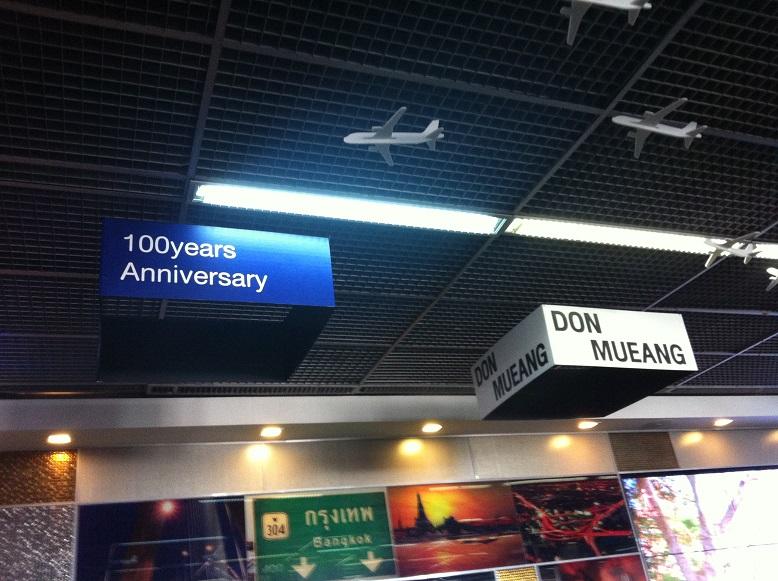 100years
Anniversary
DON
MUEANG
DON
MUEANG
304
กรุงเทพ
Bangkok